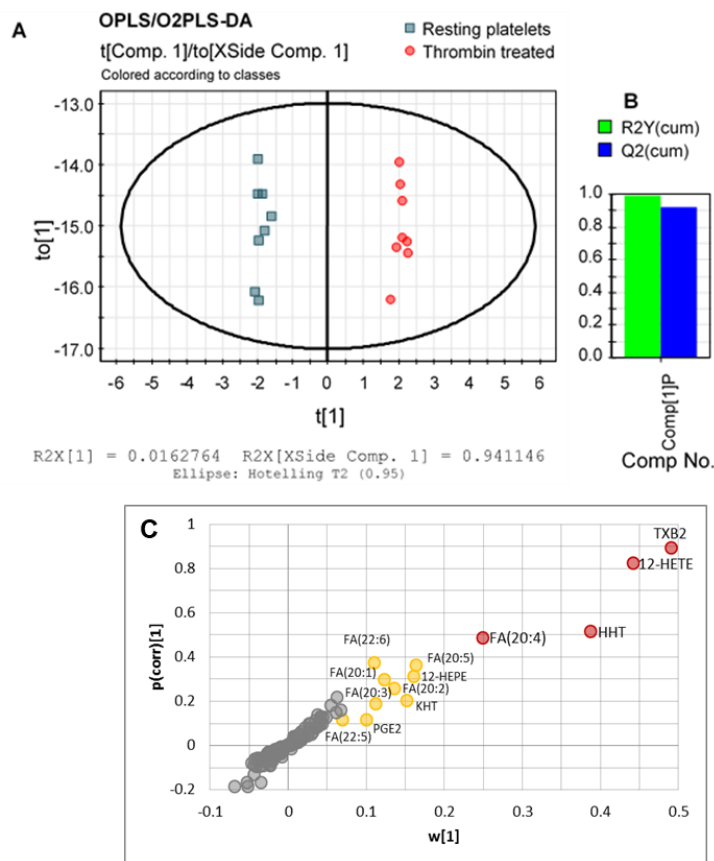 A
OPLS/O2PLS-DA
t[Comp. 1]/to[XSide Comp. 1]
Colored according to classes
Resting platelets
Thrombin treated
-13.0
-14.0
-15.0
-16.0
-17.0
to[1]
-6 -5 -4 -3 -2 -1 0 1 2 3 4 5 6
t[1]
R2X[1] = 0.0162764 R2X[XSide Comp. 1] = 0.941146
Ellipse: Hotelling T2 (0.95)
B
R2Y(cum)
Q2(cum)
1.0
0.8
0.6
0.4
0.2
0.0
Comp[1]P
Comp No.
C
1
0.8
0.6
0.4
0.2
0
-0.2
p(corr)[1]
TXB2
12-HETE
HHT
FA(20:4)
FA(22:6)
FA(20:5)
FA(20:1)
12-HEPE
FA(20:3)
FA(20:2)
KHT
FA(22:5)
PGE2
-0.1 0 0.1 0.2 0.3 0.4 0.5
w[1]